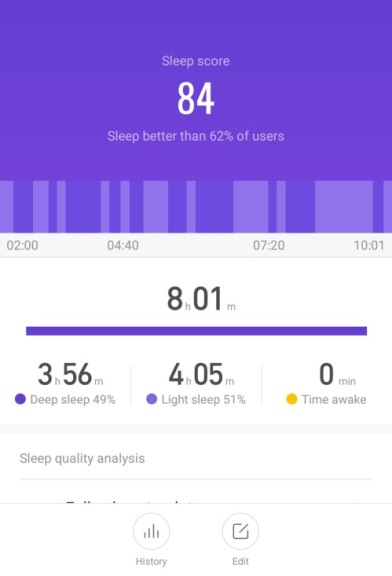 Sleep score
84
Sleep better than 62% of users
02:00 04:40 07:20 10:01
8 h 01 m
3 h 56 m 4 h 05 m 0 min
Deep sleep 49% Light sleep 51% Time awake
Sleep quality analysis
History Edit